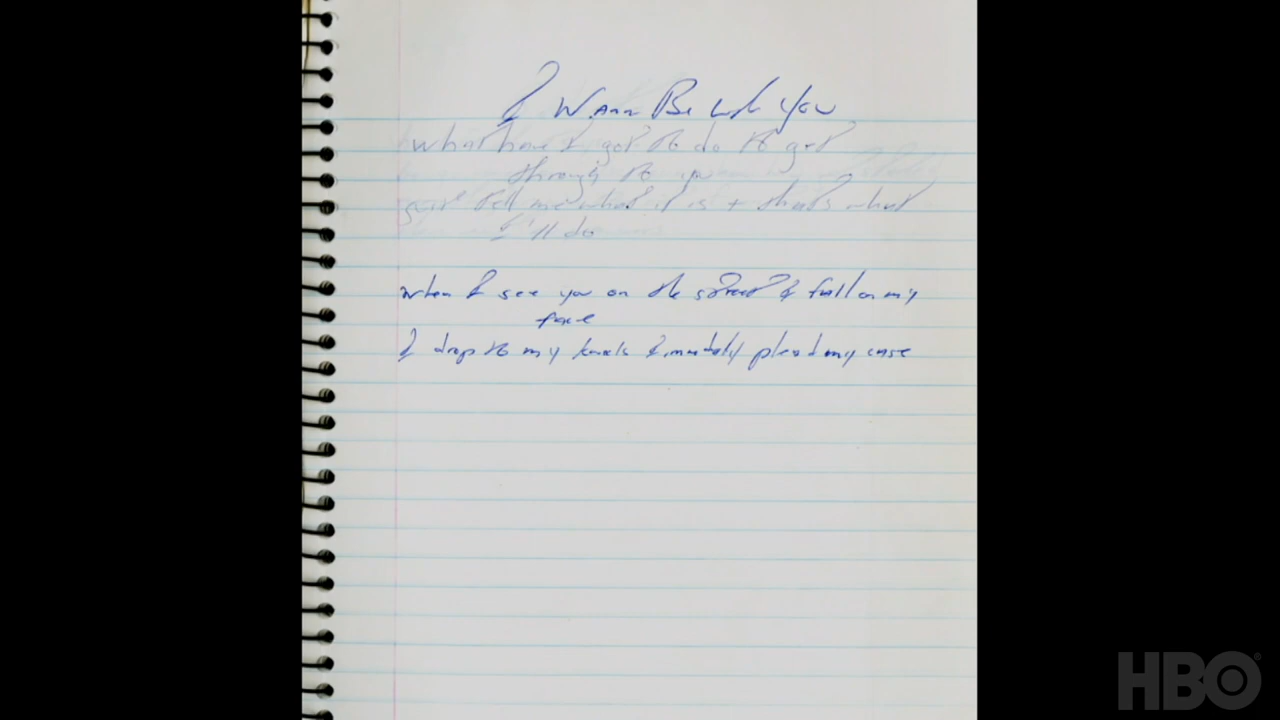 I Wanna Be with You
what have I got to do to get
through to you
just tell me what it is + that's what
I'll do
when I see you on the street I fall on my
face
I drop to my knees & plead my case
HBO